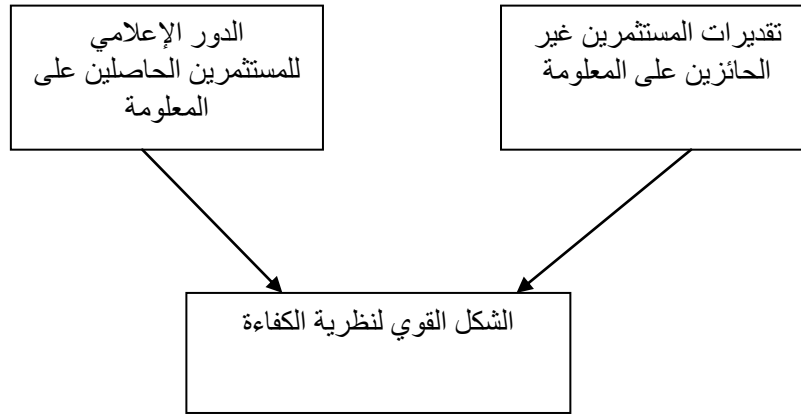 تقديرات المستثمرين غير
الحائزين على المعلومة
الدور الإعلامي
للمستثمرين الحاصلين على
المعلومة
الشكل القوي لنظرية الكفاءة